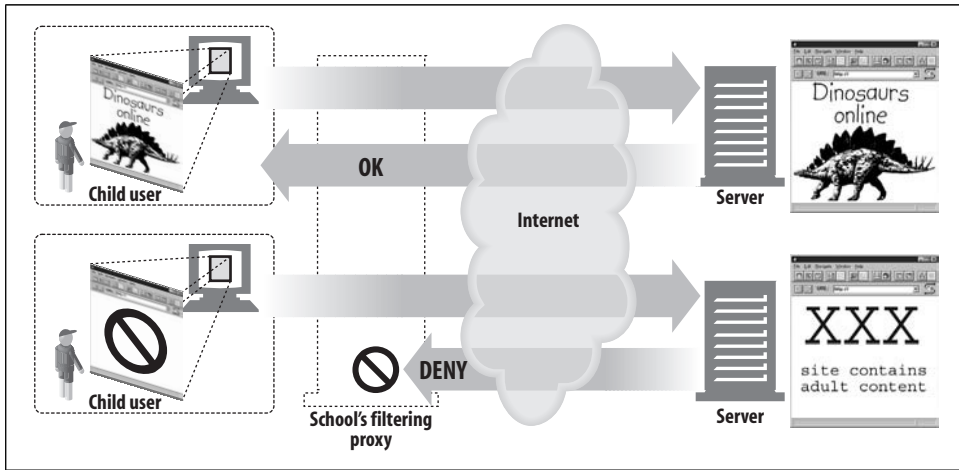 Dinosaurs
online
Child user
OK
Internet
Server
Dinosaurs
online
Child user
School's filtering
proxy
DENY
Server
XXX
site contains
adult content